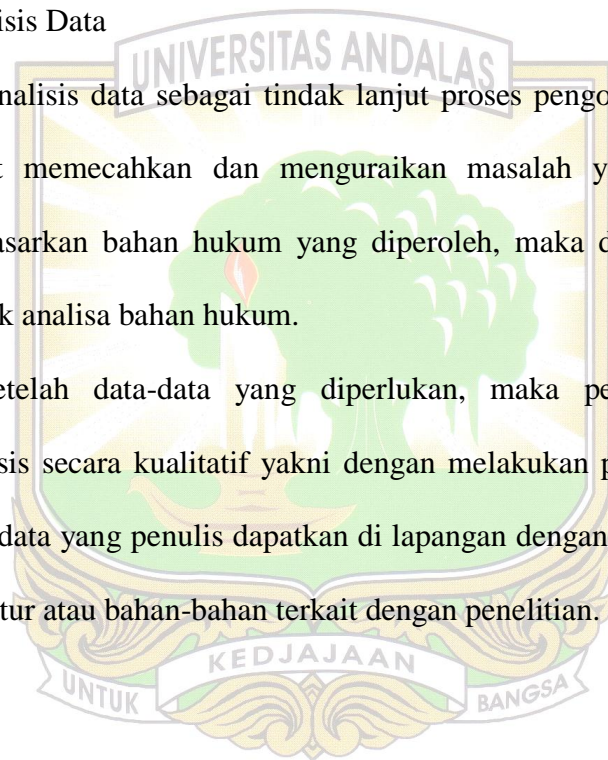 isis Data
UNIVERSITAS ANDALAS
nalisis data sebagai tindak lanjut proses pengo
t memecahkan dan menguraikan masalah y
asarkan bahan hukum yang diperoleh, maka d
k analisa bahan hukum.
etelah data-data yang diperlukan, maka pe
sis secara kualitatif yakni dengan melakukan p
data yang penulis dapatkan di lapangan dengan
tur atau bahan-bahan terkait dengan penelitian.
UNTUK KEDJAJAAN BANGSA